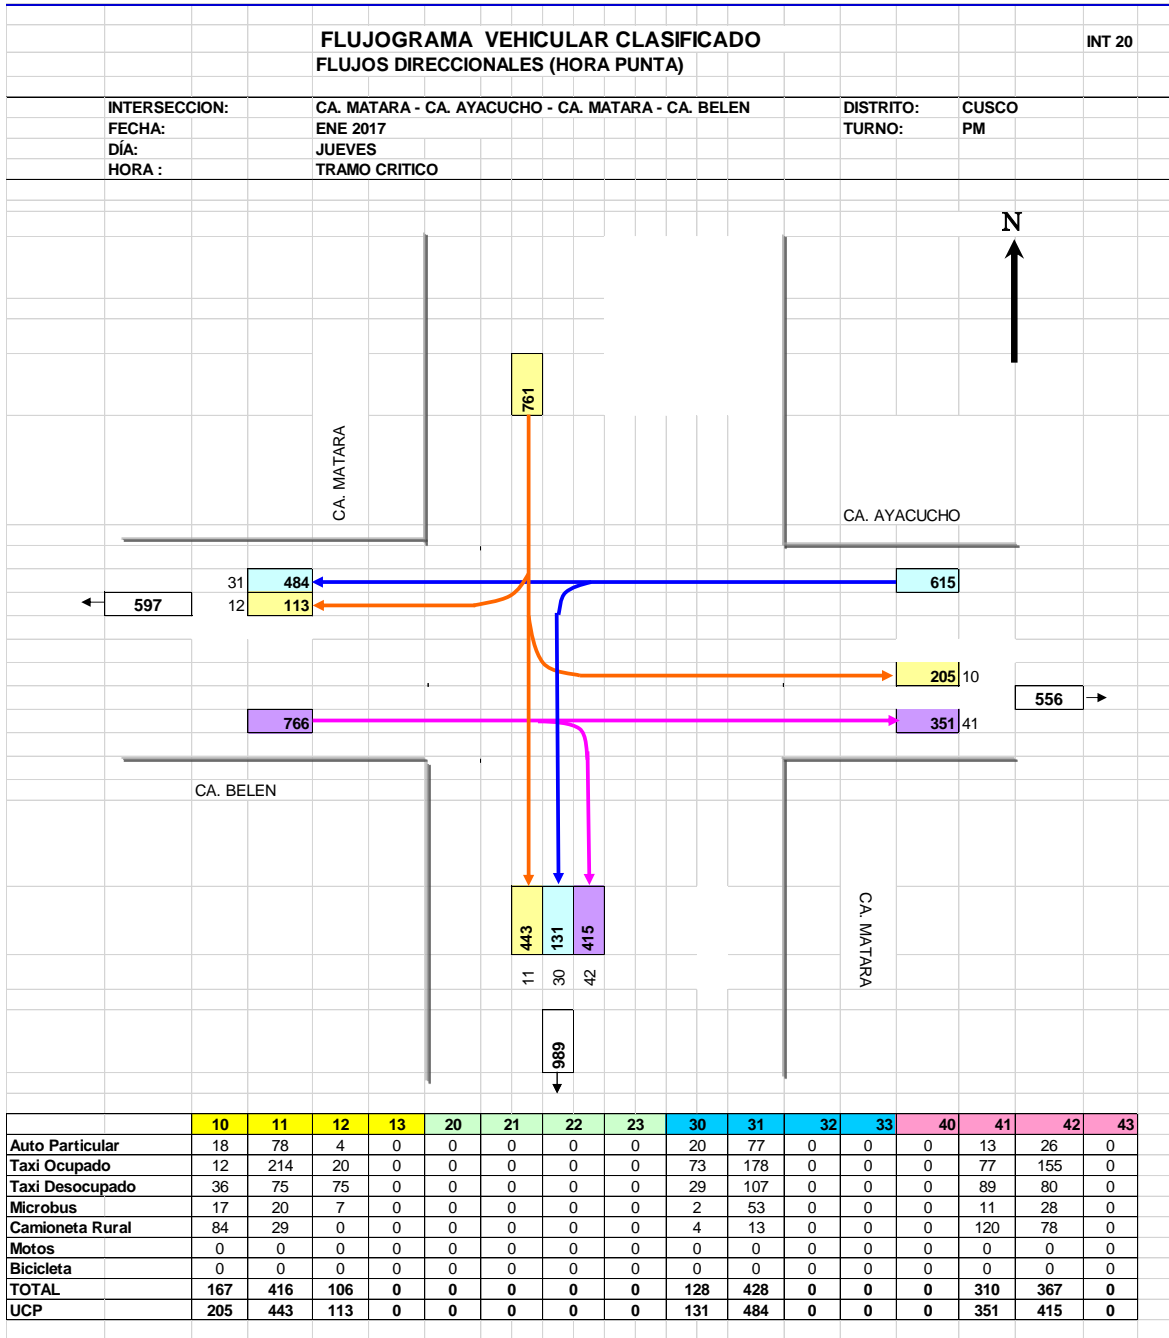 FLUJOGRAMA VEHICULAR CLASIFICADO INT 20
FLUJOS DIRECCIONALES (HORA PUNTA)
INTERSECCION: CA. MATARA - CA. AYACUCHO - CA. MATARA - CA. BELEN DISTRITO: CUSCO
FECHA: ENE 2017 TURNO: PM
DÍA: JUEVES
HORA : TRAMO CRITICO
N
761
CA. MATARA
CA. AYACUCHO
31 484 615
597 12 113
205 10
556
766 351 41
CA. BELEN
443 131 415
CA. MATARA
11 30 42
989
10 11 12 13 20 21 22 23 30 31 32 33 40 41 42 43
Auto Particular 18 78 4 0 0 0 0 0 20 77 0 0 0 13 26 0
Taxi Ocupado 12 214 20 0 0 0 0 0 73 178 0 0 0 77 155 0
Taxi Desocupado 36 75 75 0 0 0 0 0 29 107 0 0 0 89 80 0
Microbus 17 20 7 0 0 0 0 0 2 53 0 0 0 11 28 0
Camioneta Rural 84 29 0 0 0 0 0 0 4 13 0 0 0 120 78 0
Motos 0 0 0 0 0 0 0 0 0 0 0 0 0 0 0 0
Bicicleta 0 0 0 0 0 0 0 0 0 0 0 0 0 0 0 0
TOTAL 167 416 106 0 0 0 0 0 128 428 0 0 0 310 367 0
UCP 205 443 113 0 0 0 0 0 131 484 0 0 0 351 415 0